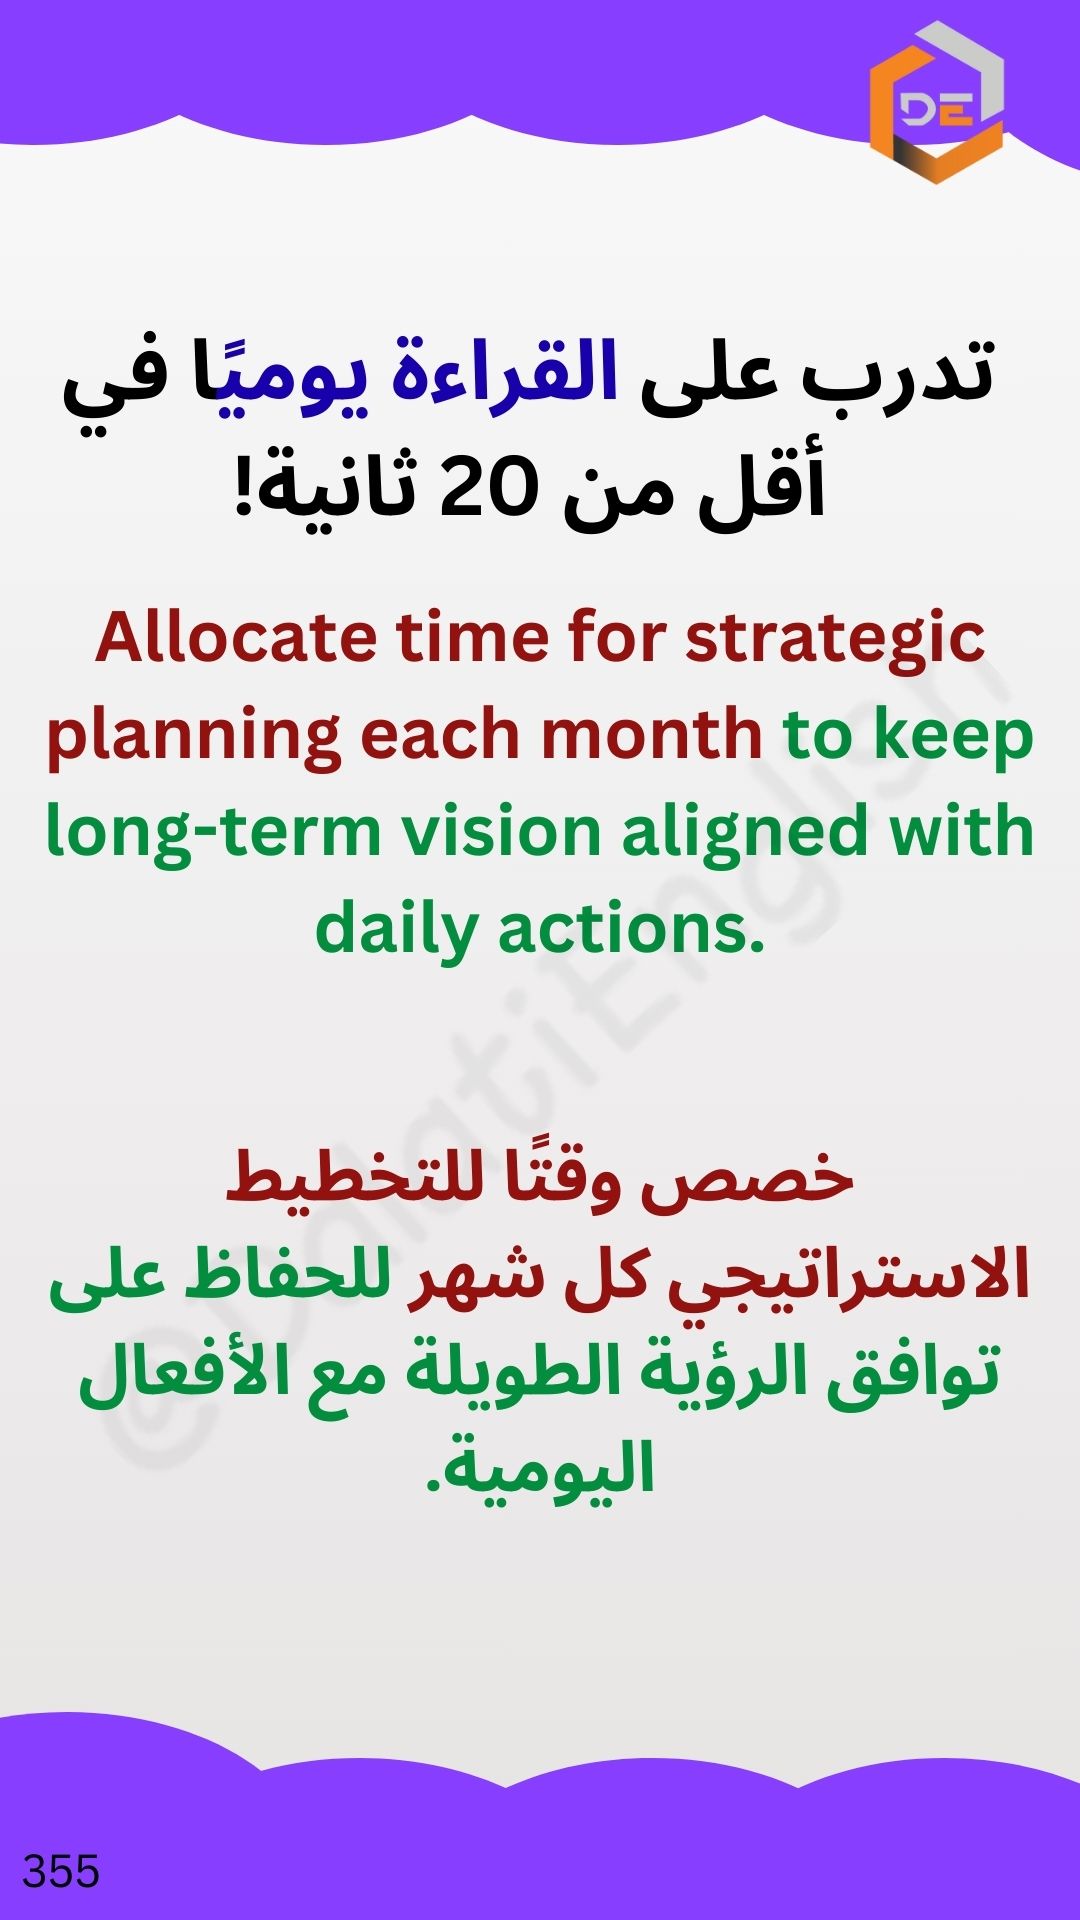 DE
تدرب على القراءة يوميًا في
أقل من 20 ثانية!
Allocate time for strategic
planning each month to keep
long-term vision aligned with
daily actions.
خصص وقتًا للتخطيط
الاستراتيجي كل شهر للحفاظ على
توافق الرؤية الطويلة مع الأفعال
اليومية.
@DdlatiEnglish
355